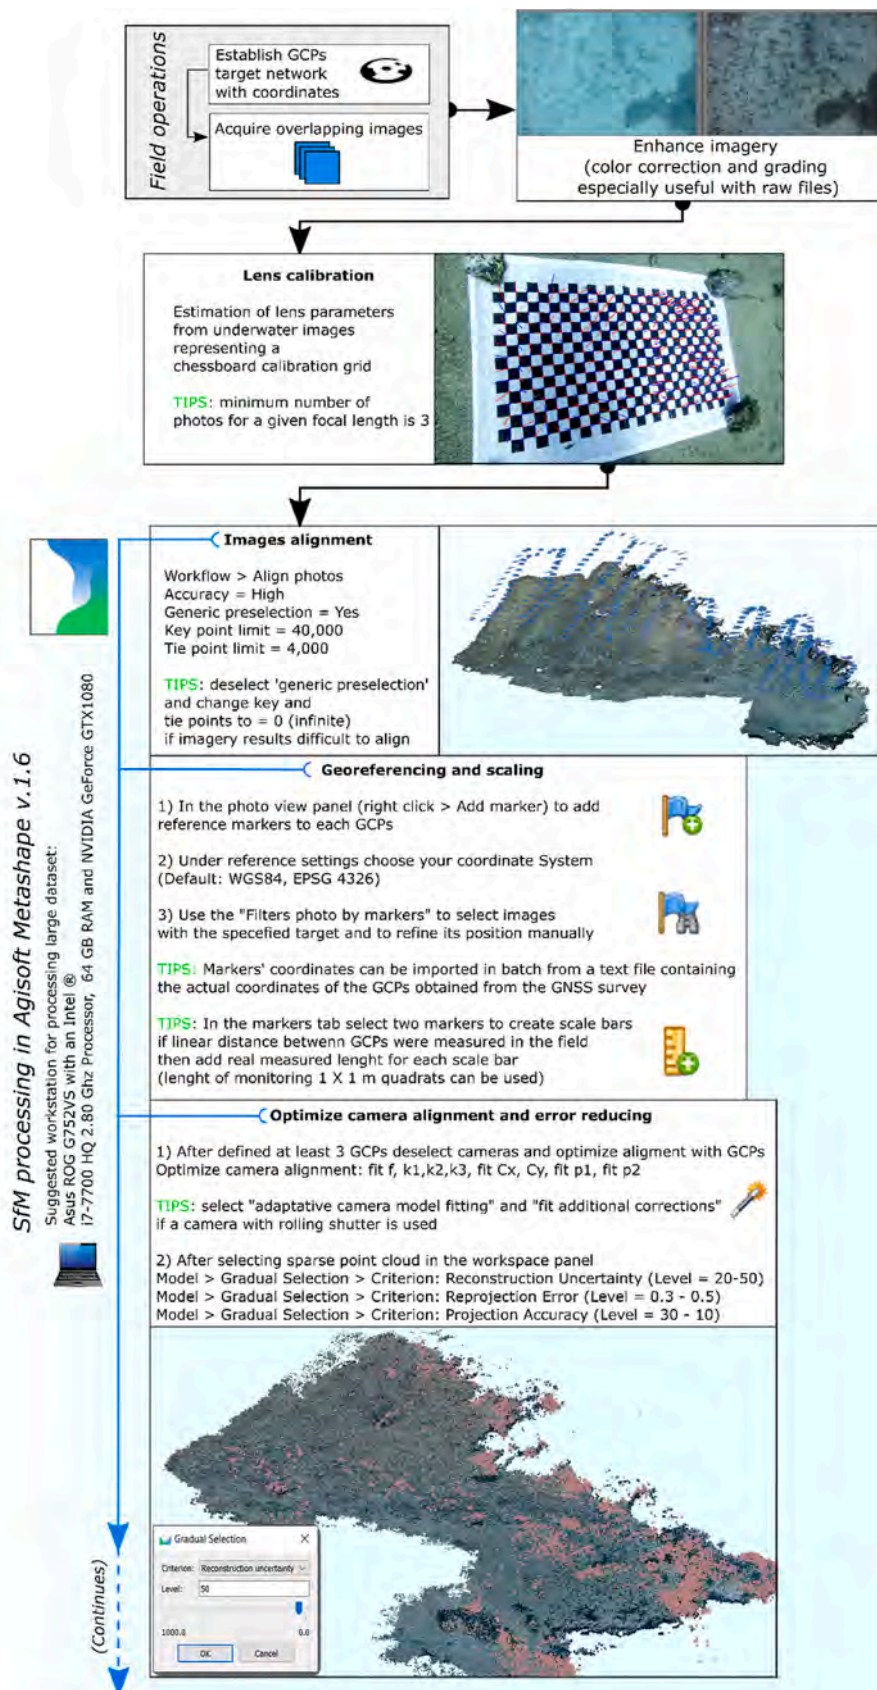 Field operations
Establish GCPs
target network
with coordinates
Acquire overlapping images
Enhance imagery
(color correction and grading
especially useful with raw files)
Lens calibration
Estimation of lens parameters
from underwater images
representing a
chessboard calibration grid
TIPS: minimum number of
photos for a given focal length is 3
SfM processing in Agisoft Metashape v.1.6
Suggested workstation for processing large dataset:
Asus ROG G752VS with an Intel ®
i7-7700 HQ 2.80 Ghz Processor, 64 GB RAM and NVIDIA GeForce GTX1080
Images alignment
Workflow > Align photos
Accuracy = High
Generic preselection = Yes
Key point limit = 40,000
Tie point limit = 4,000
TIPS: deselect 'generic preselection'
and change key and
tie points to = 0 (infinite)
if imagery results difficult to align
Georeferencing and scaling
1) In the photo view panel (right click > Add marker) to add
reference markers to each GCPs
2) Under reference settings choose your coordinate System
(Default: WGS84, EPSG 4326)
3) Use the "Filters photo by markers" to select images
with the specefied target and to refine its position manually
TIPS: Markers' coordinates can be imported in batch from a text file containing
the actual coordinates of the GCPs obtained from the GNSS survey
TIPS: In the markers tab select two markers to create scale bars
if linear distance betwenn GCPs were measured in the field
then add real measured lenght for each scale bar
(lenght of monitoring 1 X 1 m quadrats can be used)
Optimize camera alignment and error reducing
1) After defined at least 3 GCPs deselect cameras and optimize aligment with GCPs
Optimize camera alignment: fit f, k1,k2,k3, fit Cx, Cy, fit p1, fit p2
TIPS: select "adaptative camera model fitting" and "fit additional corrections"
if a camera with rolling shutter is used
2) After selecting sparse point cloud in the workspace panel
Model > Gradual Selection > Criterion: Reconstruction Uncertainty (Level = 20-50)
Model > Gradual Selection > Criterion: Reprojection Error (Level = 0.3 - 0.5)
Model > Gradual Selection > Criterion: Projection Accuracy (Level = 30 - 10)
Gradual Selection
Criterion: Reconstruction uncertainty
Level: 50
1000.0 0.0
OK Cancel
(Continues)